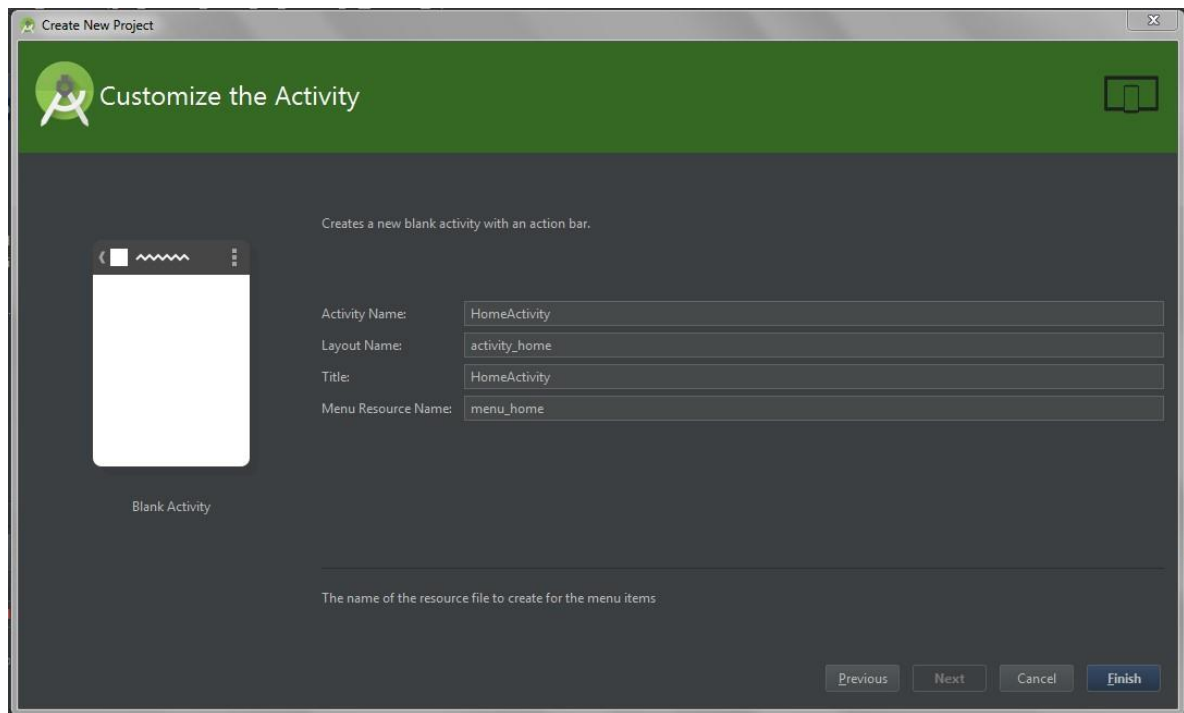 Create New Project
Customize the Activity
Creates a new blank activity with an action bar.
Activity Name: HomeActivity
Layout Name: activity_home
Title: HomeActivity
Menu Resource Name: menu_home
Blank Activity
The name of the resource file to create for the menu items
Previous Next Cancel Finish